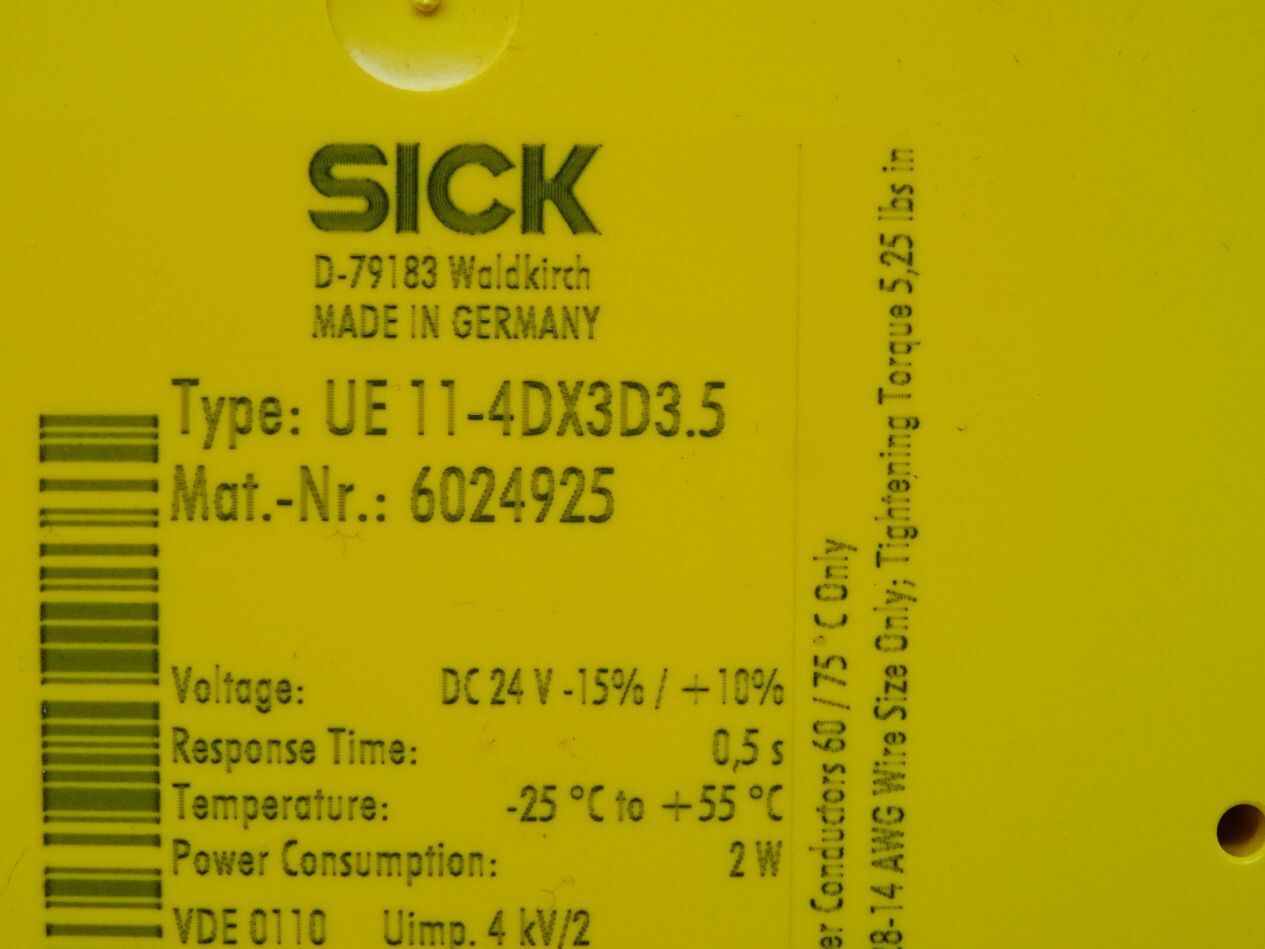 SICK
D-79183 Waldkirch
MADE IN GERMANY
Type: UE 11-4DX3D3.5
Mat.-Nr.: 6024925
Voltage: DC 24 V -15% / +10%
Response Time: 0,5 s
Temperature: -25 °C to +55 °C
Power Consumption: 2 W
VDE 0110 Uimp. 4 kV/2
Conductors 60 / 75 °C Only
AWG Wire Size Only; Tightening Torque 5,25 lbs in